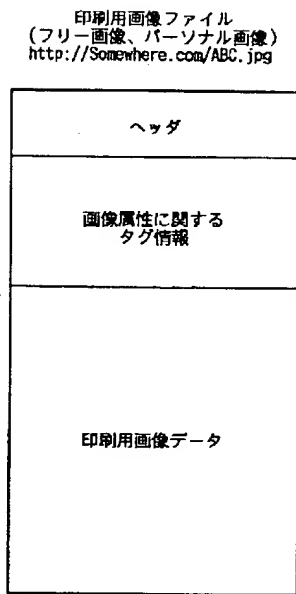 印刷用画像ファイル
(フリー画像、パーソナル画像)
http://Somewhere.com/ABC.jpg
ヘッダ
画像属性に関する
タグ情報
印刷用画像データ